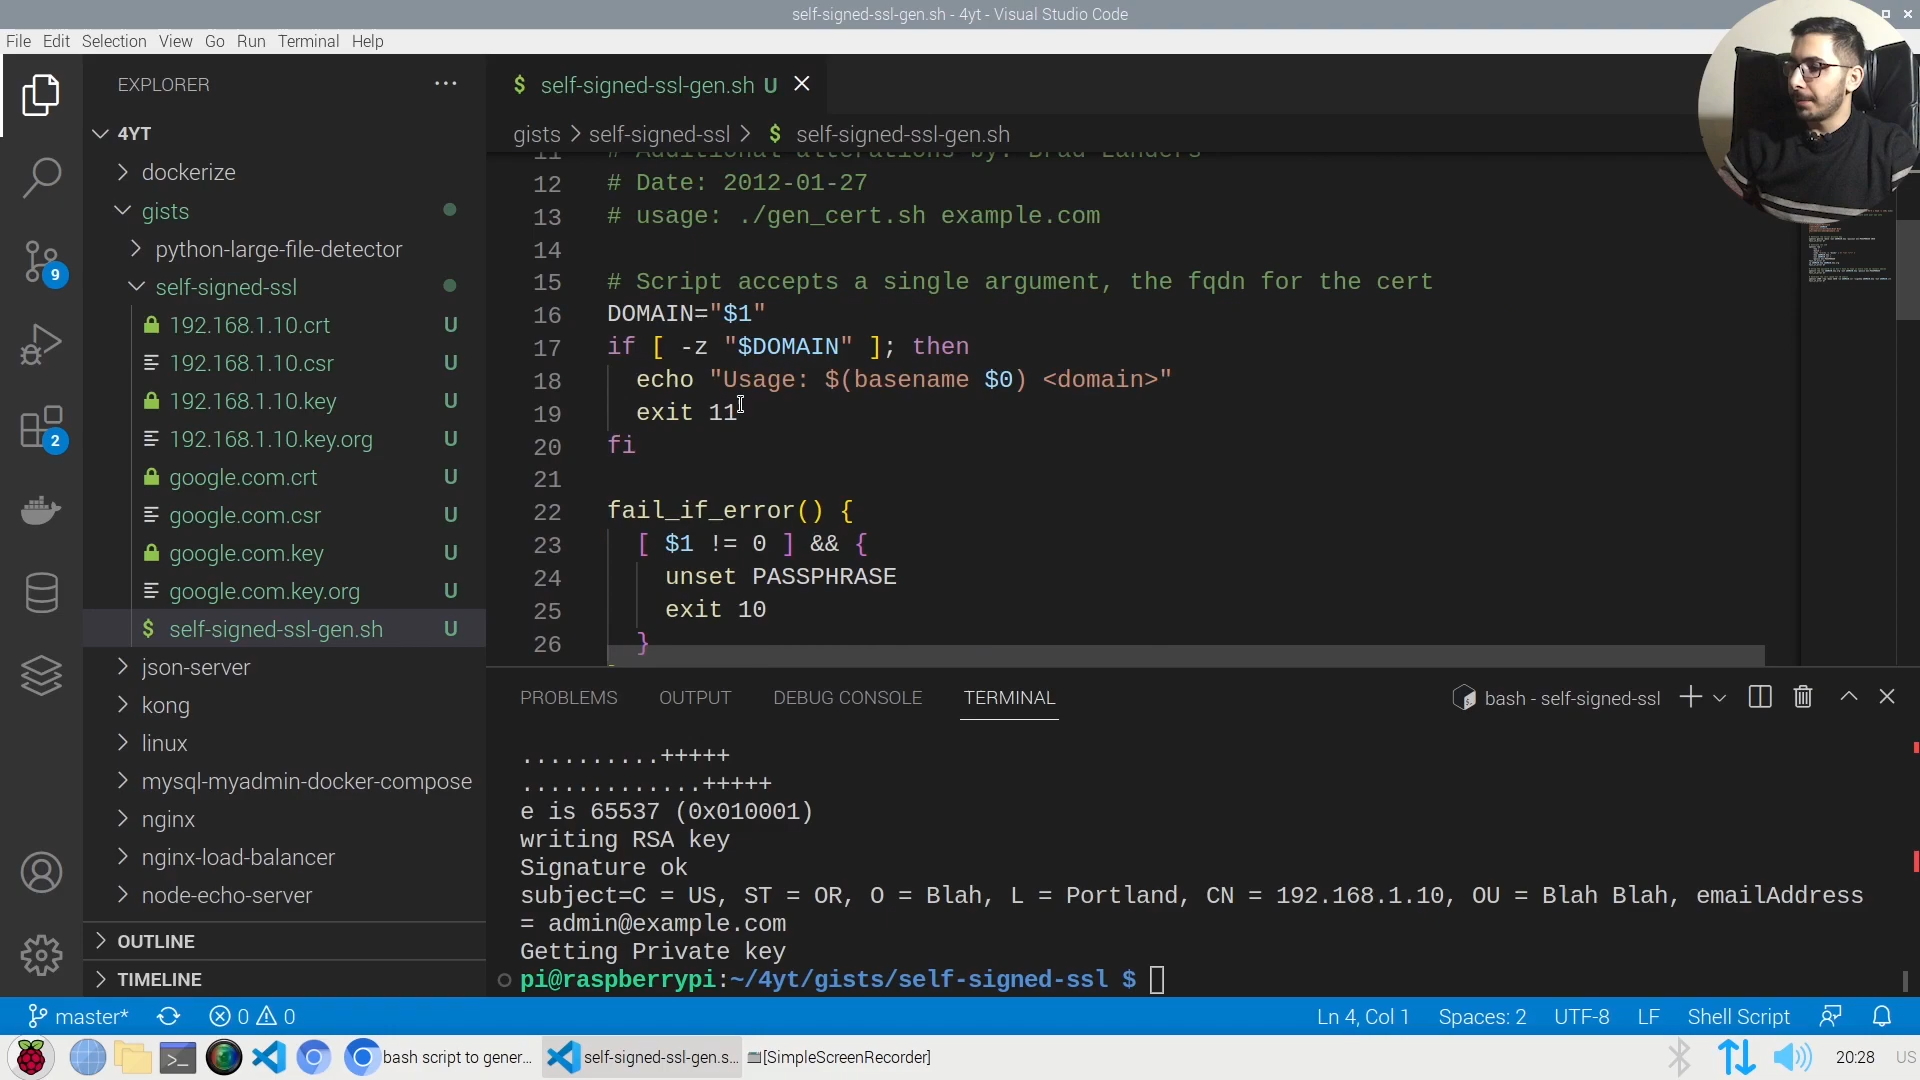 self-signed-ssl-gen.sh - 4yt - Visual Studio Code
File Edit Selection View Go Run Terminal Help
EXPLORER
4YT
dockerize
gists
python-large-file-detector
self-signed-ssl
192.168.1.10.crt U
192.168.1.10.csr U
192.168.1.10.key U
192.168.1.10.key.org U
google.com.crt U
google.com.csr U
google.com.key U
google.com.key.org U
self-signed-ssl-gen.sh U
json-server
kong
linux
mysql-myadmin-docker-compose
nginx
nginx-load-balancer
node-echo-server
OUTLINE
TIMELINE
9
2
$ self-signed-ssl-gen.sh U
gists > self-signed-ssl > $ self-signed-ssl-gen.sh
11 # Additional alterations by: Brad Landers
12 # Date: 2012-01-27
13 # usage: ./gen_cert.sh example.com
14
15 # Script accepts a single argument, the fqdn for the cert
16 DOMAIN="$1"
17 if [ -z "$DOMAIN" ]; then
18 echo "Usage: $(basename $0) <domain>"
19 exit 11
20 fi
21
22 fail_if_error() {
23 [ $1 != 0 ] && {
24 unset PASSPHRASE
25 exit 10
26 }
PROBLEMS OUTPUT DEBUG CONSOLE TERMINAL bash - self-signed-ssl
..........+++++
.............+++++
e is 65537 (0x010001)
writing RSA key
Signature ok
subject=C = US, ST = OR, O = Blah, L = Portland, CN = 192.168.1.10, OU = Blah Blah, emailAddress
= admin@example.com
Getting Private key
pi@raspberrypi:~/4yt/gists/self-signed-ssl $
master* 0 0 Ln 4, Col 1 Spaces: 2 UTF-8 LF Shell Script
bash script to gener... self-signed-ssl-gen.s... [SimpleScreenRecorder] 20:28 US